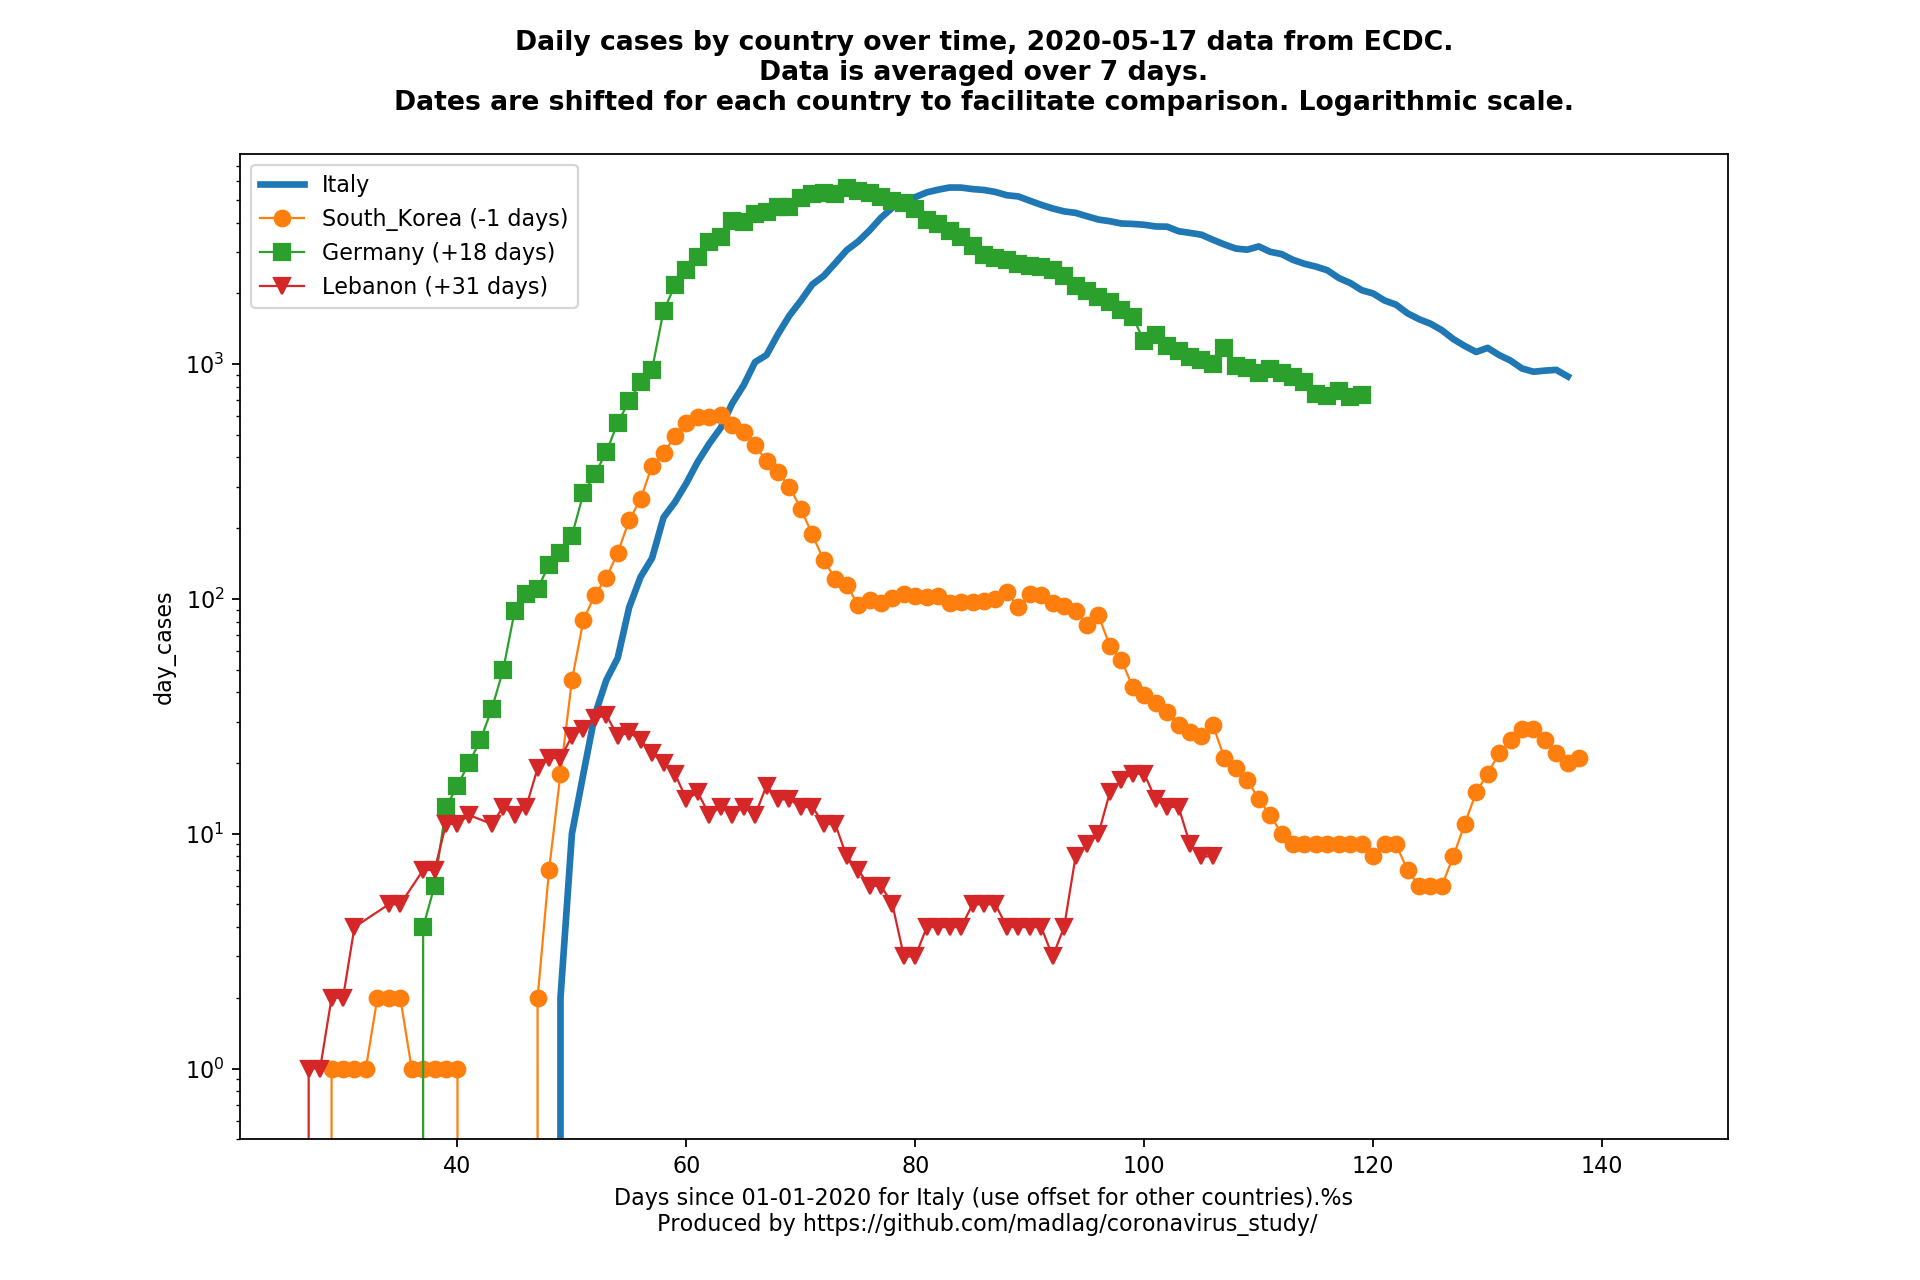 Daily cases by country over time, 2020-05-17 data from ECDC.
Data is averaged over 7 days.
Dates are shifted for each country to facilitate comparison. Logarithmic scale.
Italy
South_Korea (-1 days)
Germany (+18 days)
Lebanon (+31 days)
10³
10²
10¹
10⁰
day_cases
40 60 80 100 120 140
Days since 01-01-2020 for Italy (use offset for other countries).%s
Produced by https://github.com/madlag/coronavirus_study/